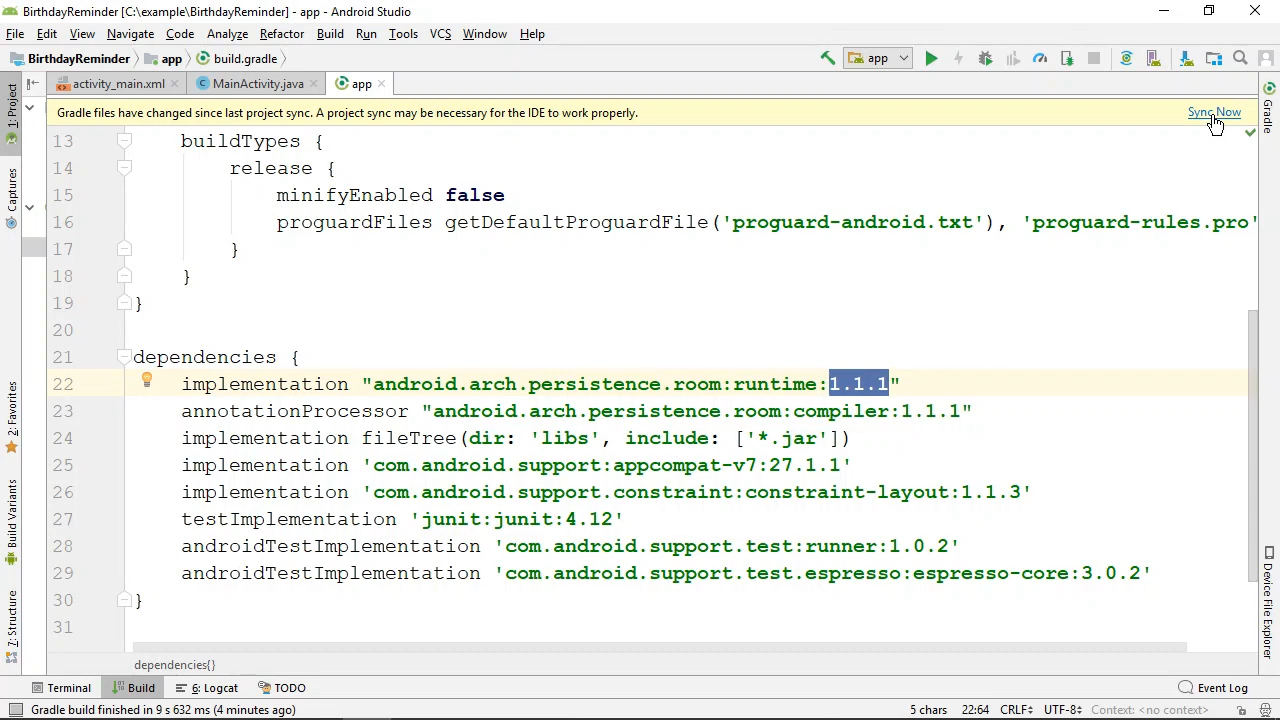 BirthdayReminder [C:\example\BirthdayReminder] - app - Android Studio
File Edit View Navigate Code Analyze Refactor Build Run Tools VCS Window Help
BirthdayReminder app build.gradle app
activity_main.xml MainActivity.java app
Gradle files have changed since last project sync. A project sync may be necessary for the IDE to work properly. Sync Now
13 buildTypes {
14 release {
15 minifyEnabled false
16 proguardFiles getDefaultProguardFile('proguard-android.txt'), 'proguard-rules.pro'
17 }
18 }
19 }
20
21 dependencies {
22 implementation "android.arch.persistence.room:runtime:1.1.1"
23 annotationProcessor "android.arch.persistence.room:compiler:1.1.1"
24 implementation fileTree(dir: 'libs', include: ['*.jar'])
25 implementation 'com.android.support:appcompat-v7:27.1.1'
26 implementation 'com.android.support.constraint:constraint-layout:1.1.3'
27 testImplementation 'junit:junit:4.12'
28 androidTestImplementation 'com.android.support.test:runner:1.0.2'
29 androidTestImplementation 'com.android.support.test.espresso:espresso-core:3.0.2'
30 }
31
dependencies{}
1: Project
Captures
2: Favorites
Build Variants
7: Structure
Gradle
Device File Explorer
Terminal Build 6: Logcat TODO Event Log
Gradle build finished in 9 s 632 ms (4 minutes ago) 5 chars 22:64 CRLF UTF-8 Context: <no context>